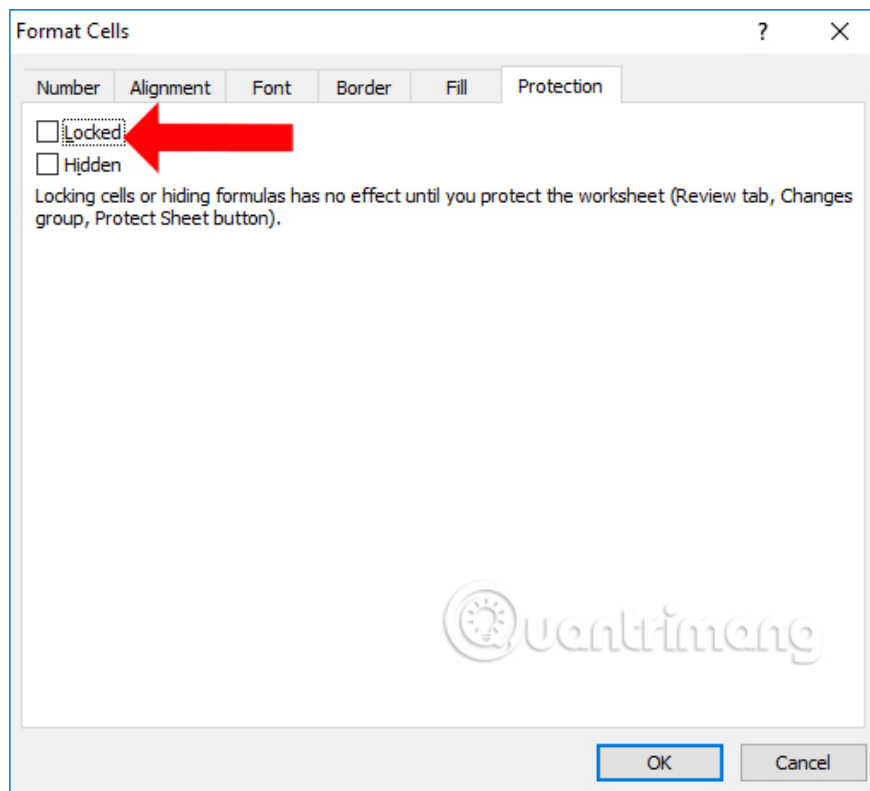 Format Cells
Number Alignment Font Border Fill Protection
Locked
Hidden
Locking cells or hiding formulas has no effect until you protect the worksheet (Review tab, Changes
group, Protect Sheet button).
Quantrimang
OK Cancel